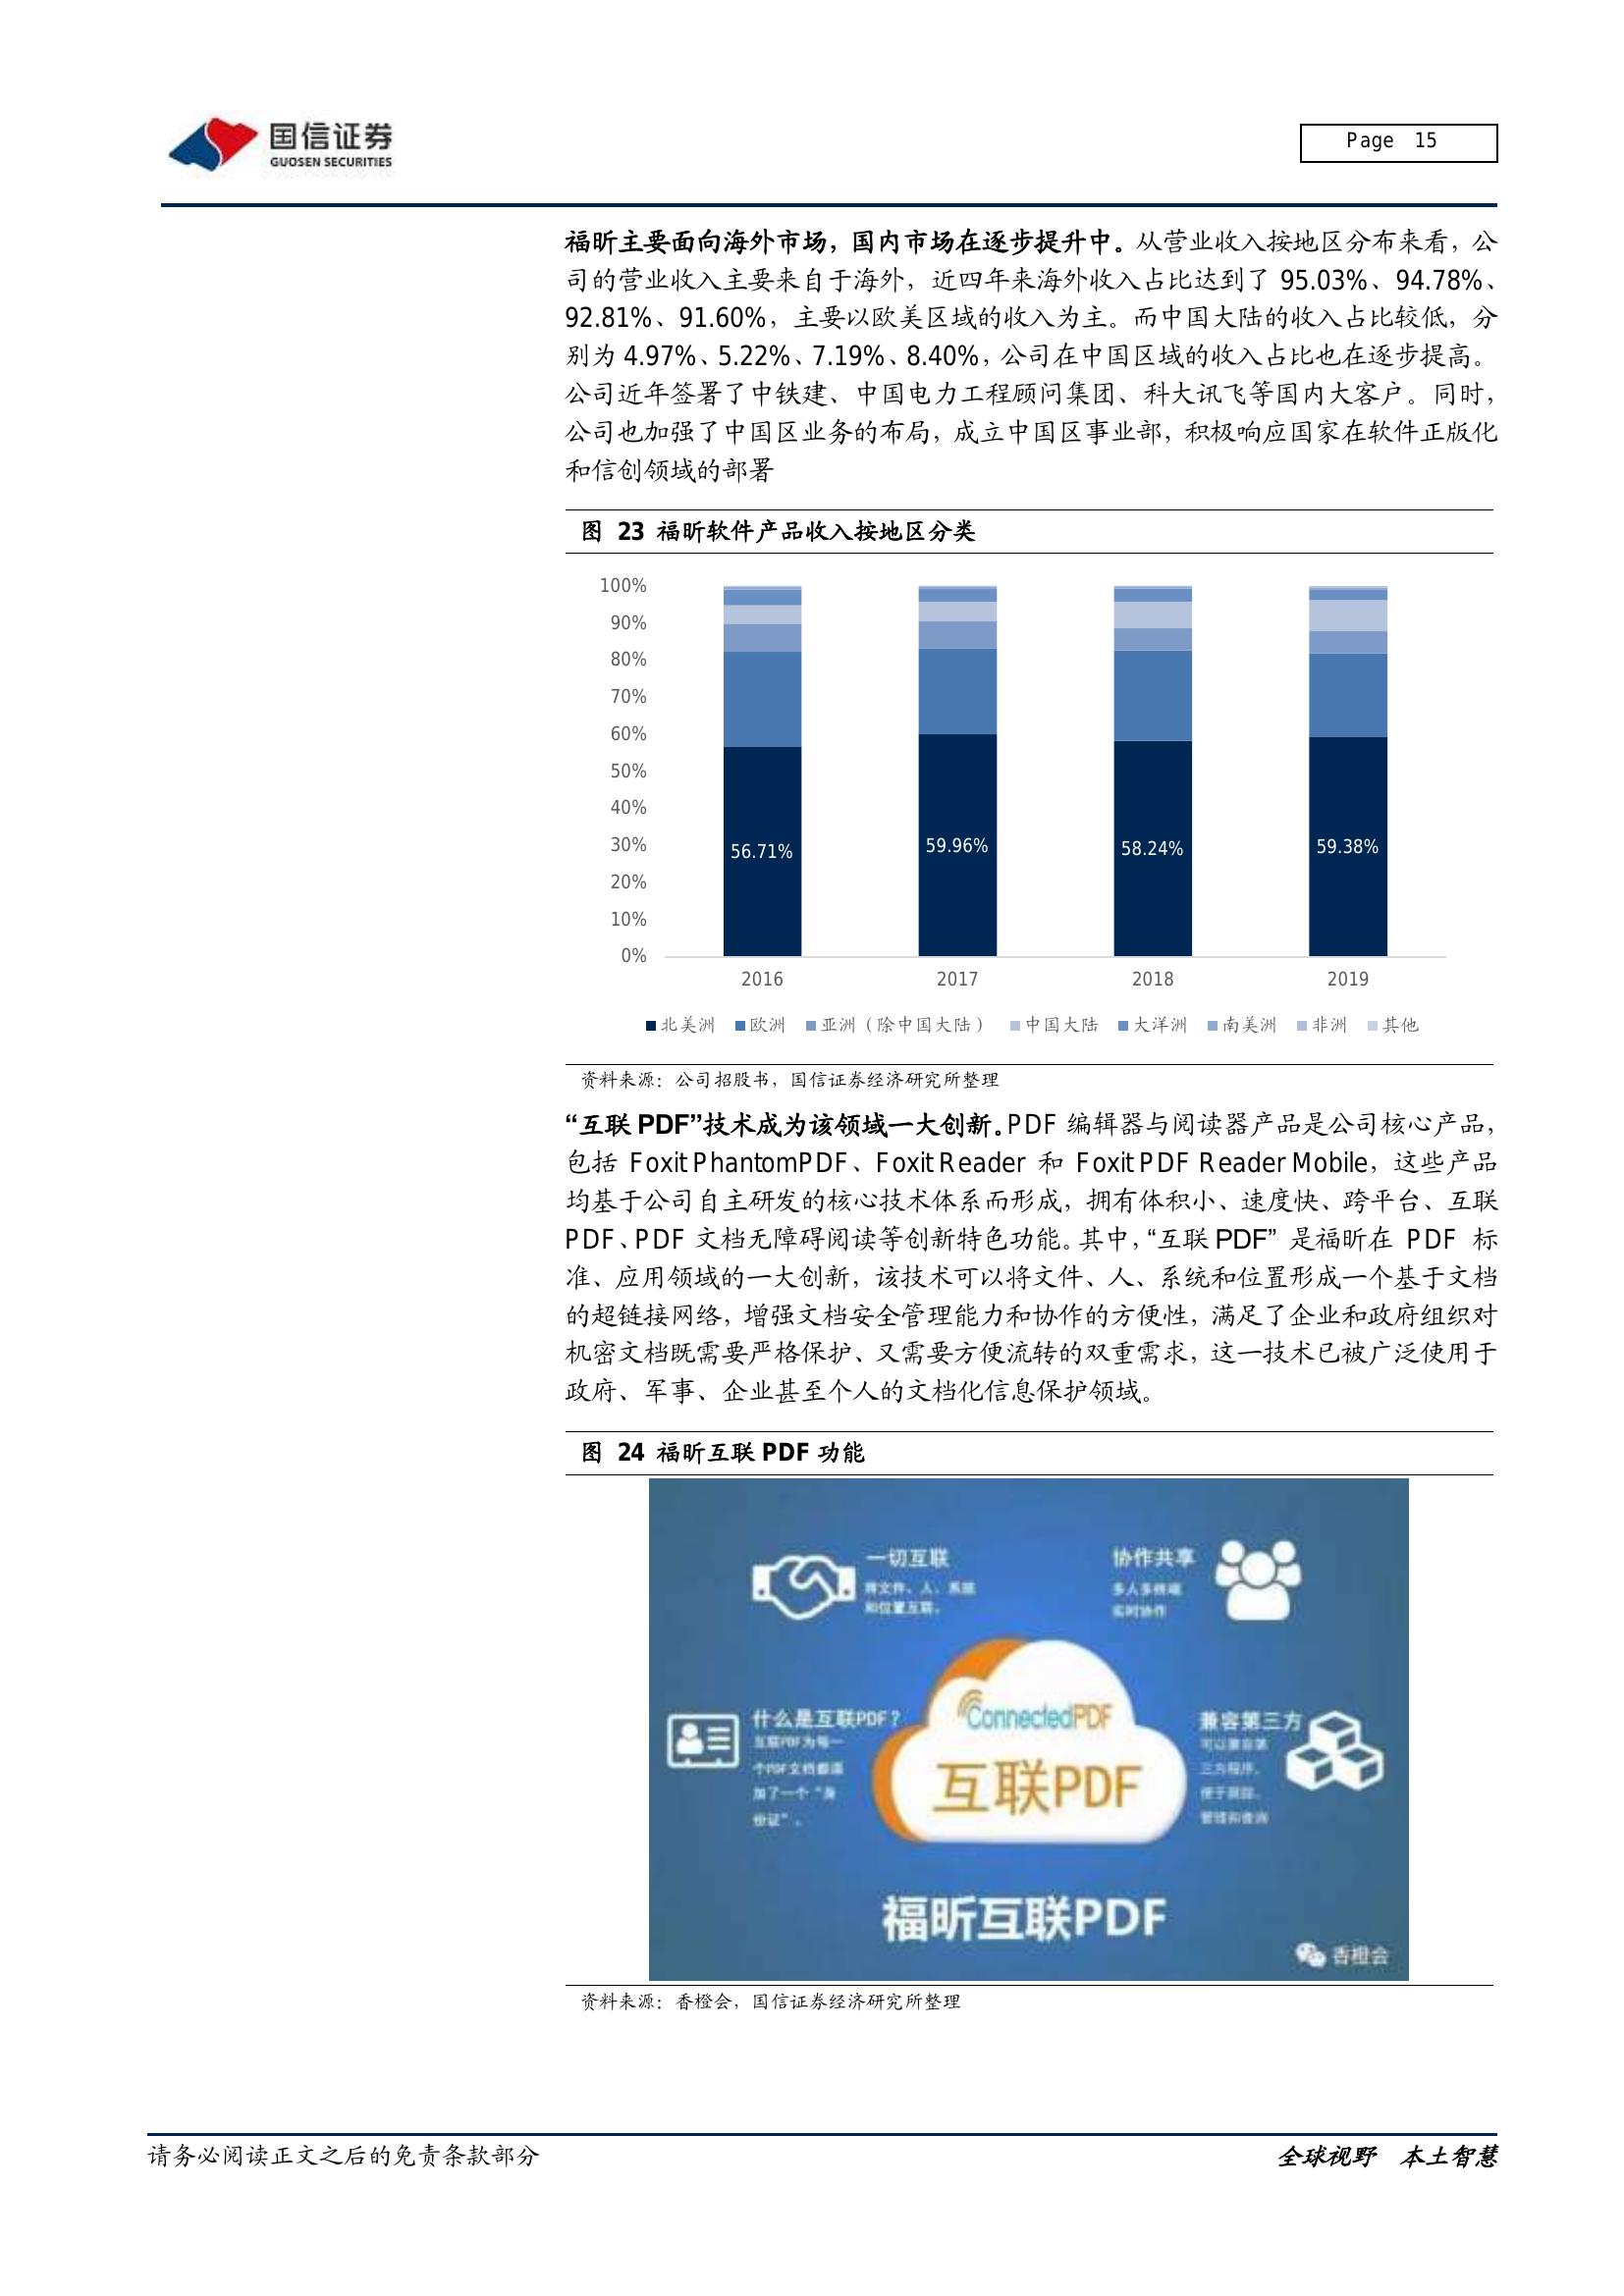 国信证券
GUOSEN SECURITIES
Page 15
福昕主要面向海外市场，国内市场在逐步提升中。从营业收入按地区分布来看，公
司的营业收入主要来自于海外，近四年来海外收入占比达到了 95.03%、94.78%、
92.81%、91.60%，主要以欧美区域的收入为主。而中国大陆的收入占比较低，分
别为 4.97%、5.22%、7.19%、8.40%，公司在中国区域的收入占比也在逐步提高。
公司近年签署了中铁建、中国电力工程顾问集团、科大讯飞等国内大客户。同时，
公司也加强了中国区业务的布局，成立中国区事业部，积极响应国家在软件正版化
和信创领域的部署
图 23 福昕软件产品收入按地区分类
100%
90%
80%
70%
60%
50%
40%
30%
20%
10%
0%
56.71%
59.96%
58.24%
59.38%
2016 2017 2018 2019
北美洲 欧洲 亚洲（除中国大陆） 中国大陆 大洋洲 南美洲 非洲 其他
资料来源：公司招股书，国信证券经济研究所整理
“互联 PDF”技术成为该领域一大创新。PDF 编辑器与阅读器产品是公司核心产品，
包括 Foxit PhantomPDF、Foxit Reader 和 Foxit PDF Reader Mobile，这些产品
均基于公司自主研发的核心技术体系而形成，拥有体积小、速度快、跨平台、互联
PDF、PDF 文档无障碍阅读等创新特色功能。其中，“互联 PDF” 是福昕在 PDF 标
准、应用领域的一大创新，该技术可以将文件、人、系统和位置形成一个基于文档
的超链接网络，增强文档安全管理能力和协作的方便性，满足了企业和政府组织对
机密文档既需要严格保护、又需要方便流转的双重需求，这一技术已被广泛使用于
政府、军事、企业甚至个人的文档化信息保护领域。
图 24 福昕互联 PDF 功能
一切互联
将文件、人、系统
和位置互联。
协作共享
多人多终端
实时协作
什么是互联PDF？
互联PDF为每一
个PDF文档都添
加了一个“身
份证”。
ConnectedPDF
互联PDF
兼容第三方
可以兼容第
三方程序，
便于跟踪、
管理和查询
福昕互联PDF
香橙会
资料来源：香橙会，国信证券经济研究所整理
请务必阅读正文之后的免责条款部分
全球视野 本土智慧